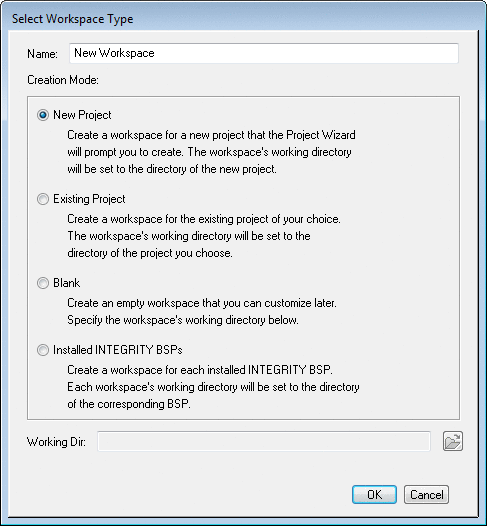 Select Workspace Type
Name: New Workspace
Creation Mode:
New Project
Create a workspace for a new project that the Project Wizard
will prompt you to create. The workspace's working directory
will be set to the directory of the new project.
Existing Project
Create a workspace for the existing project of your choice.
The workspace's working directory will be set to the
directory of the project you choose.
Blank
Create an empty workspace that you can customize later.
Specify the workspace's working directory below.
Installed INTEGRITY BSPs
Create a workspace for each installed INTEGRITY BSP.
Each workspace's working directory will be set to the directory
of the corresponding BSP.
Working Dir:
OK Cancel